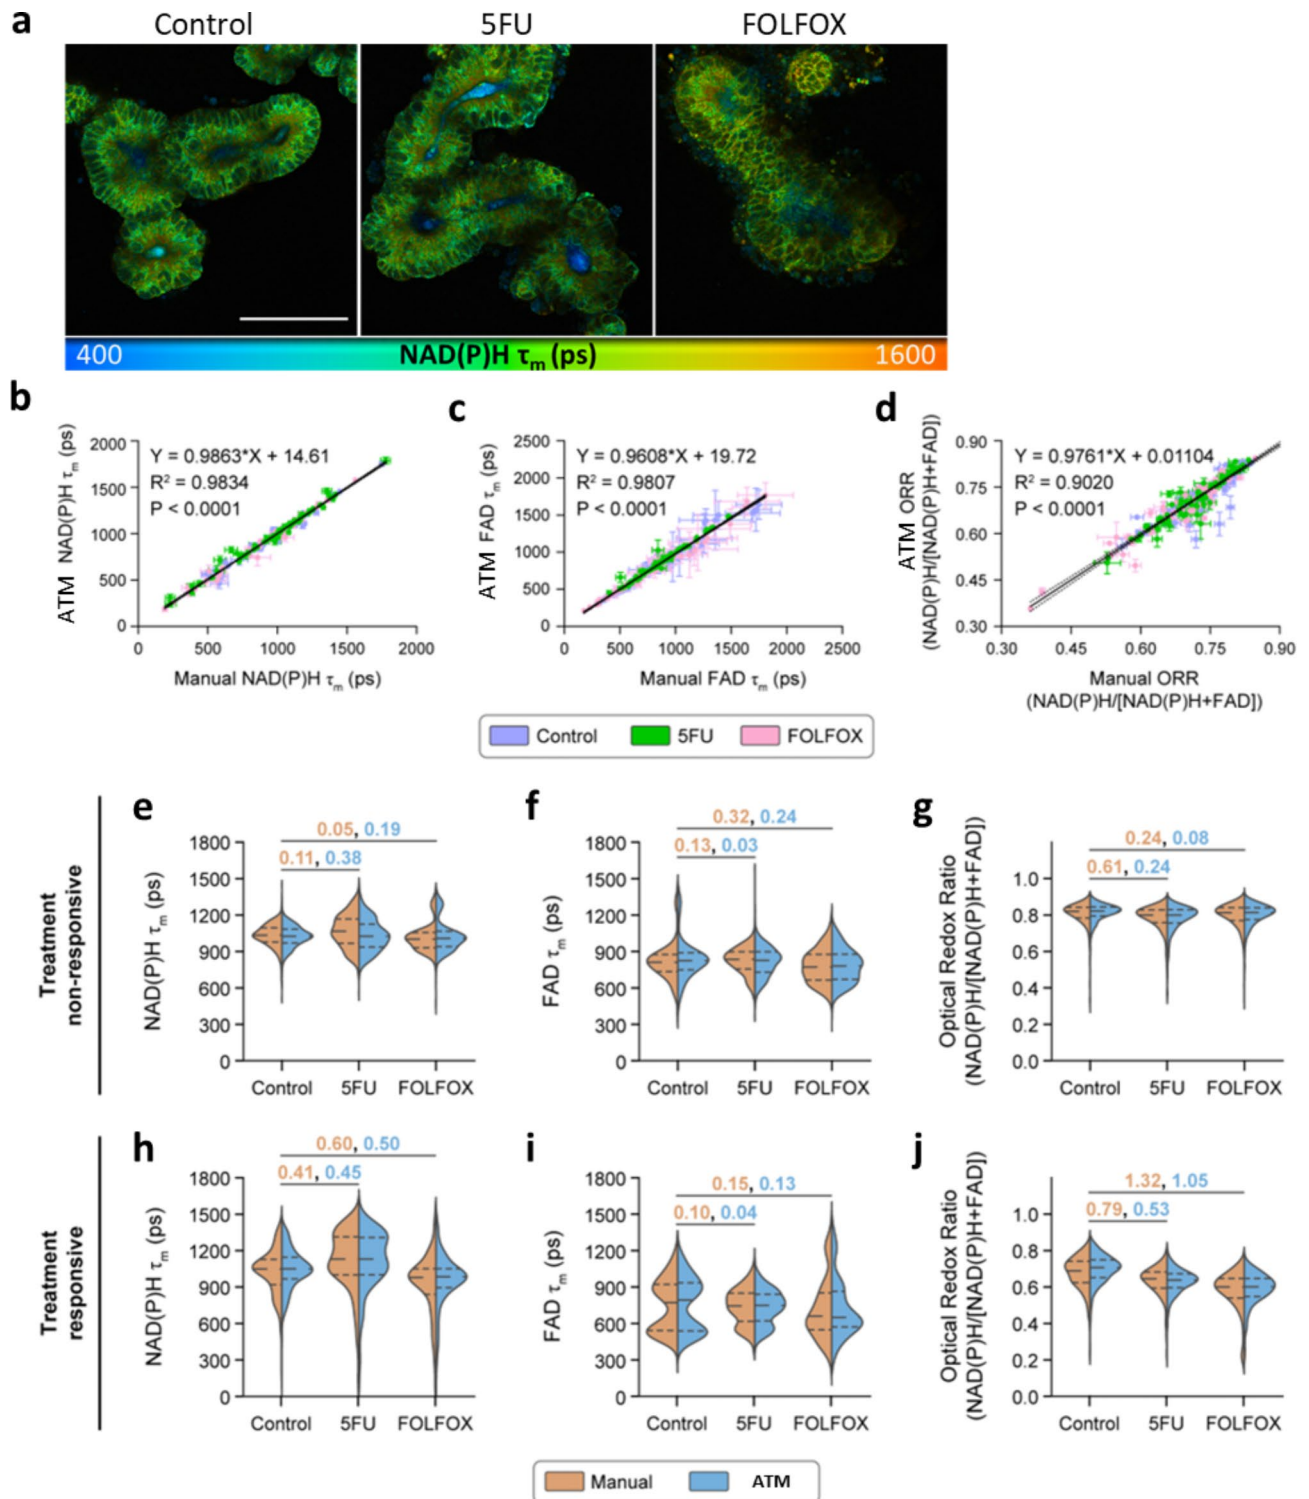 a
Control
5FU
FOLFOX
400
NAD(P)H τm (ps)
1600
b
ATM NAD(P)H τm (ps)
2000
1500
1000
500
0
Y = 0.9863*X + 14.61
R² = 0.9834
P < 0.0001
0 500 1000 1500 2000
Manual NAD(P)H τm (ps)
c
ATM FAD τm (ps)
2500
2000
1500
1000
500
0
Y = 0.9608*X + 19.72
R² = 0.9807
P < 0.0001
0 500 1000 1500 2000 2500
Manual FAD τm (ps)
d
ATM ORR
(NAD(P)H/[NAD(P)H+FAD])
0.90
0.75
0.60
0.45
0.30
Y = 0.9761*X + 0.01104
R² = 0.9020
P < 0.0001
0.30 0.45 0.60 0.75 0.90
Manual ORR
(NAD(P)H/[NAD(P)H+FAD])
Control 5FU FOLFOX
Treatment
non-responsive
e
NAD(P)H τm (ps)
1800
1500
1200
900
600
300
0
0.05, 0.19
0.11, 0.38
Control 5FU FOLFOX
f
FAD τm (ps)
1800
1500
1200
900
600
300
0
0.32, 0.24
0.13, 0.03
Control 5FU FOLFOX
g
Optical Redox Ratio
(NAD(P)H/[NAD(P)H+FAD])
1.0
0.8
0.6
0.4
0.2
0.0
0.24, 0.08
0.61, 0.24
Control 5FU FOLFOX
Treatment
responsive
h
NAD(P)H τm (ps)
1800
1500
1200
900
600
300
0
0.60, 0.50
0.41, 0.45
Control 5FU FOLFOX
i
FAD τm (ps)
1800
1500
1200
900
600
300
0
0.15, 0.13
0.10, 0.04
Control 5FU FOLFOX
j
Optical Redox Ratio
(NAD(P)H/[NAD(P)H+FAD])
1.0
0.8
0.6
0.4
0.2
0.0
1.32, 1.05
0.79, 0.53
Control 5FU FOLFOX
Manual ATM